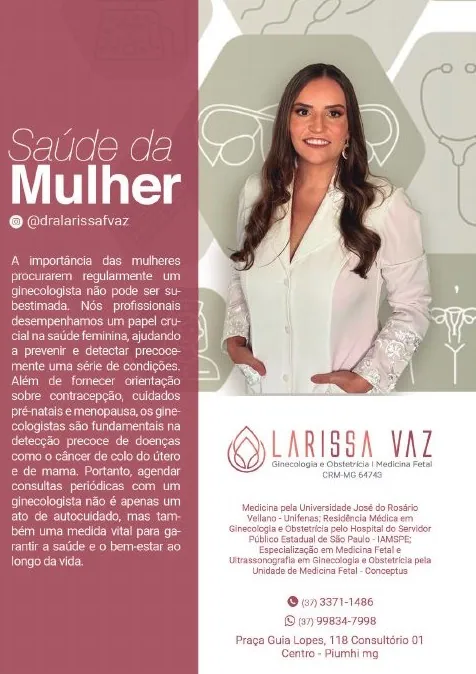 Saúde da
Mulher
@dralarissafvaz
A importância das mulheres
procurarem regularmente um
ginecologista não pode ser su-
bestimada. Nós profissionais
desempenhamos um papel cru-
cial na saúde feminina, ajudando
a prevenir e detectar precoce-
mente uma série de condições.
Além de fornecer orientação
sobre contracepção, cuidados
pré-natais e menopausa, os gine-
cologistas são fundamentais na
detecção precoce de doenças
como o câncer de colo do útero
e de mama. Portanto, agendar
consultas periódicas com um
ginecologista não é apenas um
ato de autocuidado, mas tam-
bém uma medida vital para ga-
rantir a saúde e o bem-estar ao
longo da vida.
LARISSA VAZ
Ginecologia e Obstetrícia | Medicina Fetal
CRM-MG 64743
Medicina pela Universidade José do Rosário
Vellano - Unifenas; Residência Médica em
Ginecologia e Obstetrícia pelo Hospital do Servidor
Público Estadual de São Paulo - IAMSPE;
Especialização em Medicina Fetal e
Ultrassonografia em Ginecologia e Obstetrícia pela
Unidade de Medicina Fetal - Conceptus
(37) 3371-1486
(37) 99834-7998
Praça Guia Lopes, 118 Consultório 01
Centro - Piumhi mg